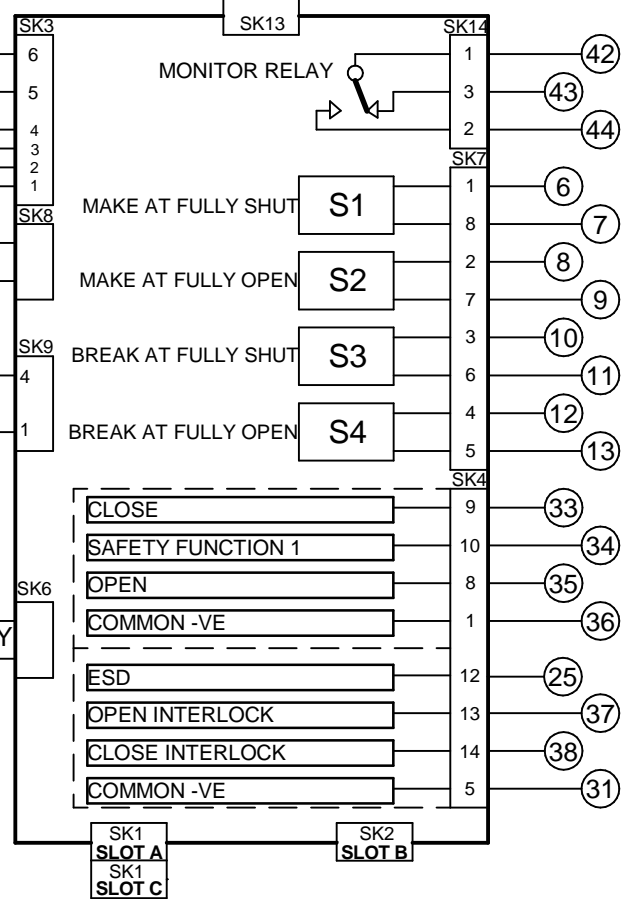 SK3
SK13
SK14
6
MONITOR RELAY
1
42
5
3
43
4
2
44
3
2
1
SK7
MAKE AT FULLY SHUT
S1
1
6
8
7
SK8
MAKE AT FULLY OPEN
S2
2
8
7
9
SK9
BREAK AT FULLY SHUT
S3
3
10
4
6
11
1
BREAK AT FULLY OPEN
S4
4
12
5
13
SK4
CLOSE
9
33
SAFETY FUNCTION 1
10
34
SK6
OPEN
8
35
COMMON -VE
1
36
Y
ESD
12
25
OPEN INTERLOCK
13
37
CLOSE INTERLOCK
14
38
COMMON -VE
5
31
SK1
SLOT A
SK2
SLOT B
SK1
SLOT C